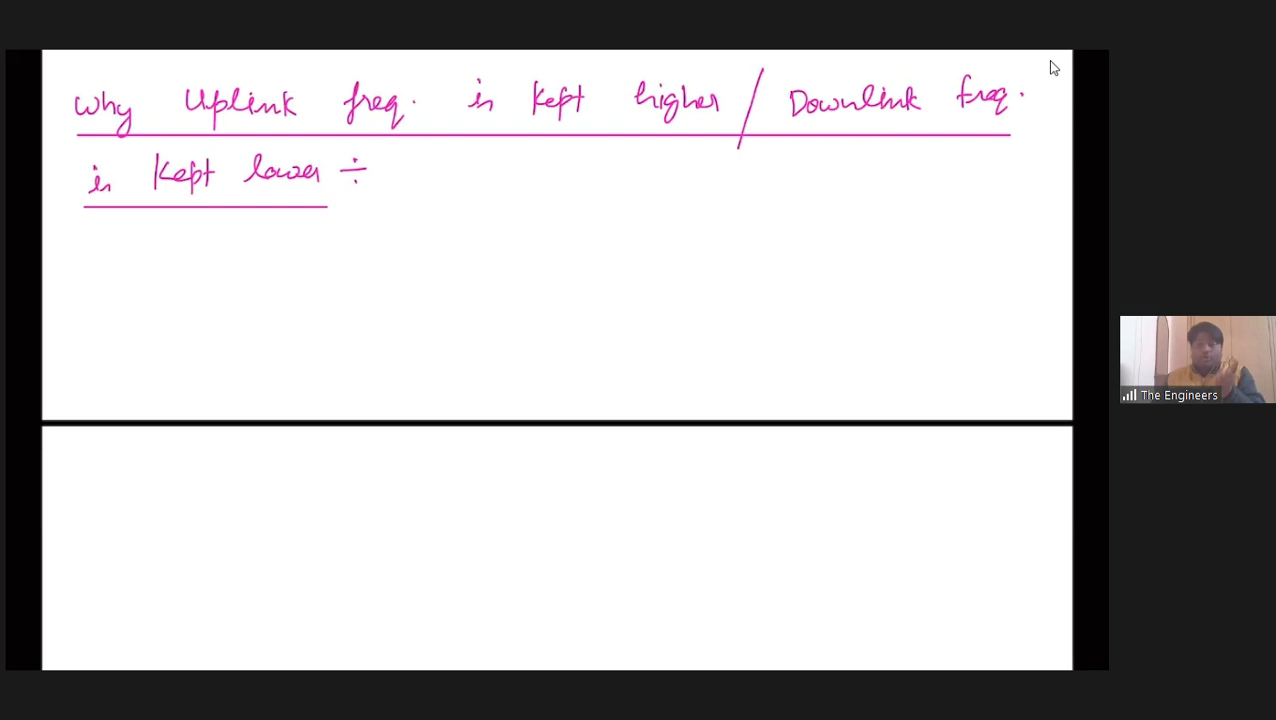 Why Uplink freq. is kept higher / Downlink freq.
is kept lower ÷
The Engineers